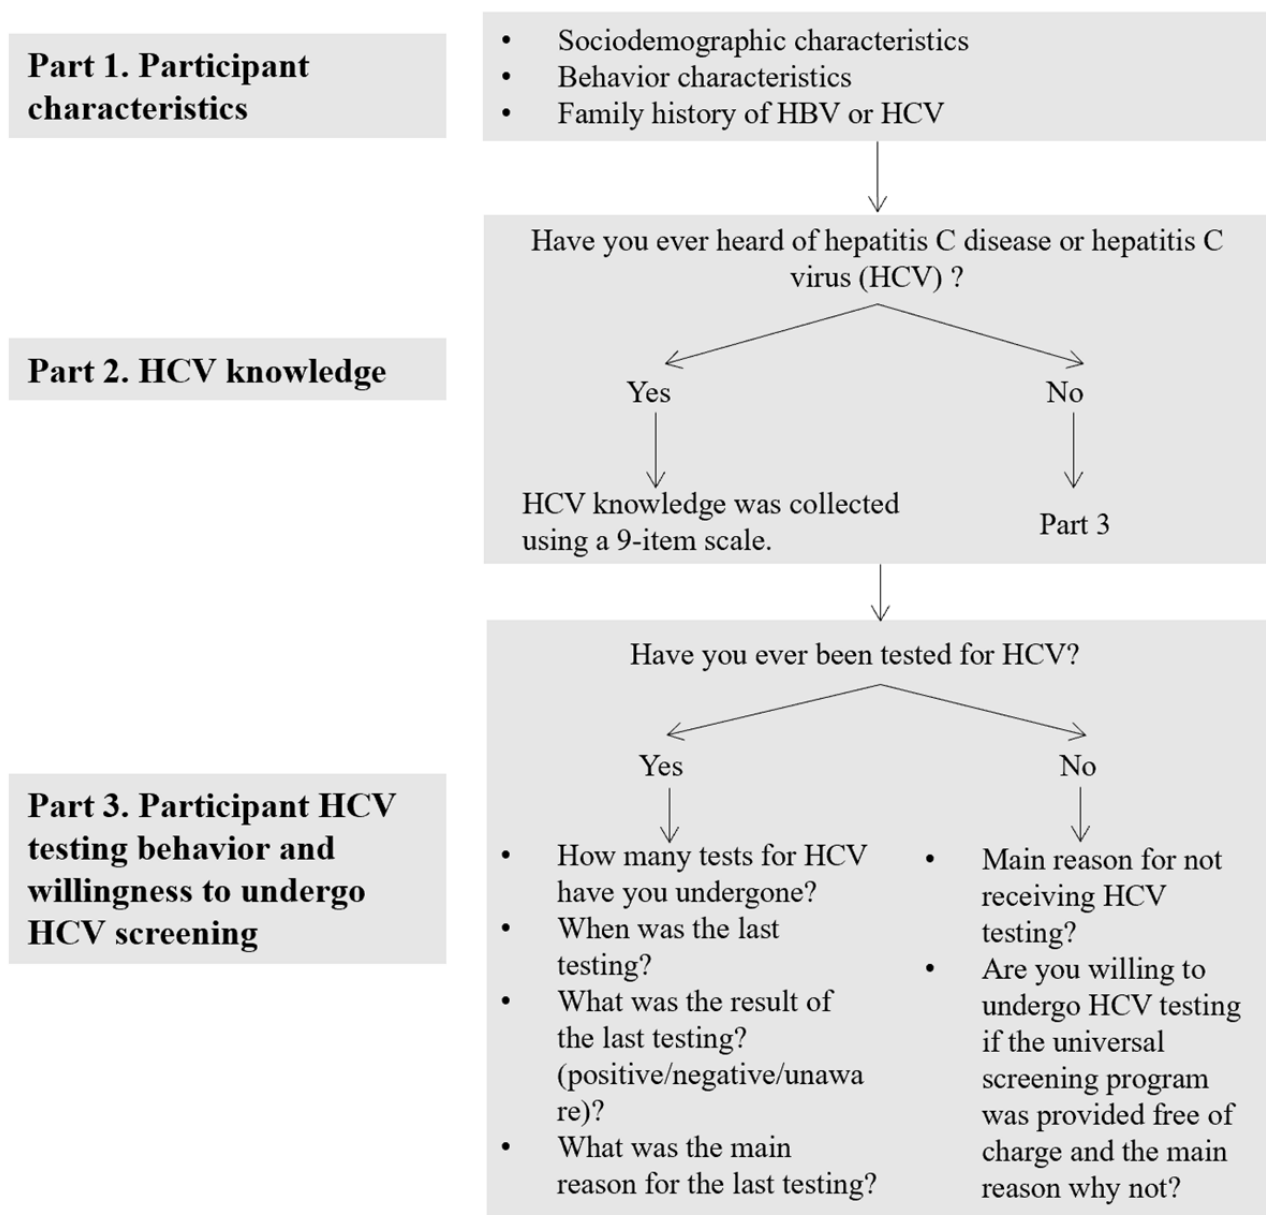 Part 1. Participant
characteristics
• Sociodemographic characteristics
• Behavior characteristics
• Family history of HBV or HCV
Part 2. HCV knowledge
Have you ever heard of hepatitis C disease or hepatitis C
virus (HCV) ?
Yes
No
HCV knowledge was collected
using a 9-item scale.
Part 3
Part 3. Participant HCV
testing behavior and
willingness to undergo
HCV screening
Have you ever been tested for HCV?
Yes
No
• How many tests for HCV
have you undergone?
• When was the last
testing?
• What was the result of
the last testing?
(positive/negative/unawa
re)?
• What was the main
reason for the last testing?
• Main reason for not
receiving HCV
testing?
• Are you willing to
undergo HCV testing
if the universal
screening program
was provided free of
charge and the main
reason why not?